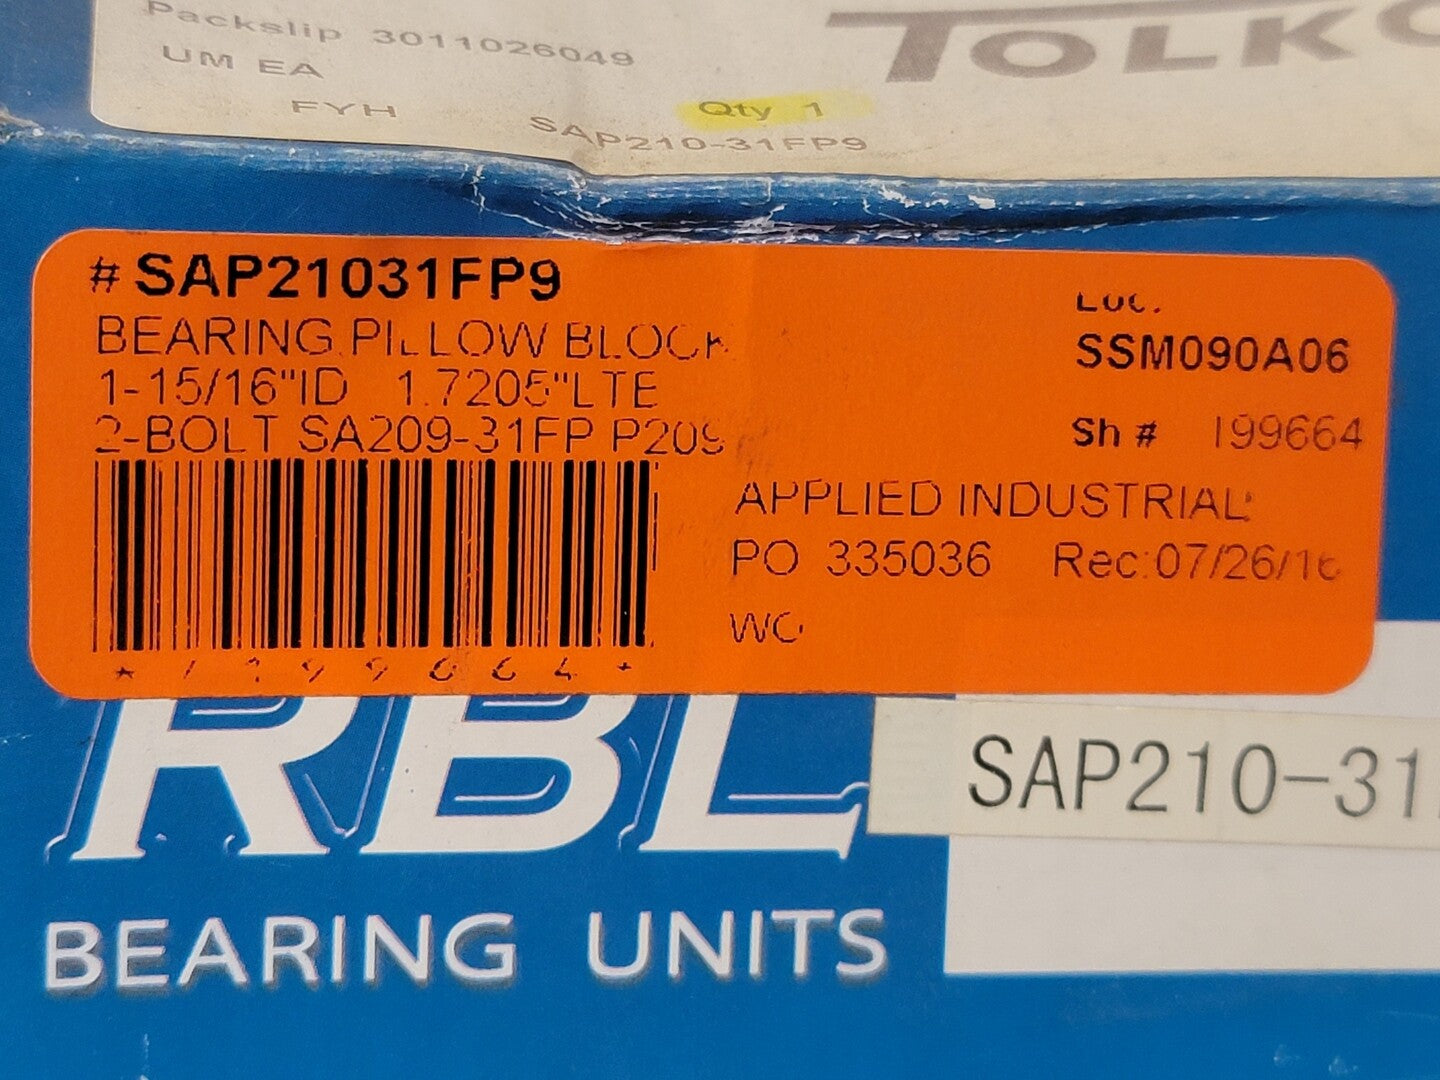 Packslip 3011026049
UM EA
TOLKO
FYH
Qty 1
SAP210-31FP9
#SAP21031FP9
BEARING PILLOW BLOCK
1-15/16"ID 1.7205"LTE
2-BOLT SA209-31FP P209
Loc.
SSM090A06
Sh # 199664
APPLIED INDUSTRIAL
PO 335036 Rec:07/26/16
WO
RBL
SAP210-31
BEARING UNITS